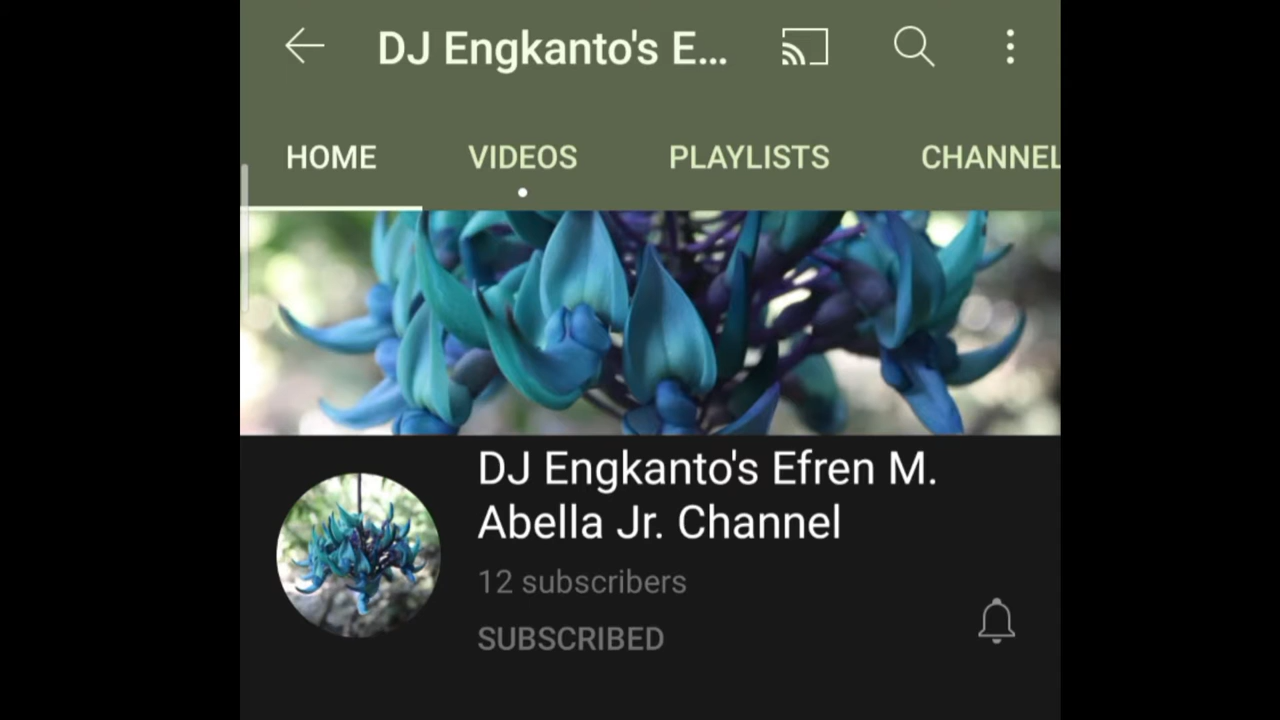 DJ Engkanto's E...
HOME VIDEOS PLAYLISTS CHANNEL
DJ Engkanto's Efren M.
Abella Jr. Channel
12 subscribers
SUBSCRIBED